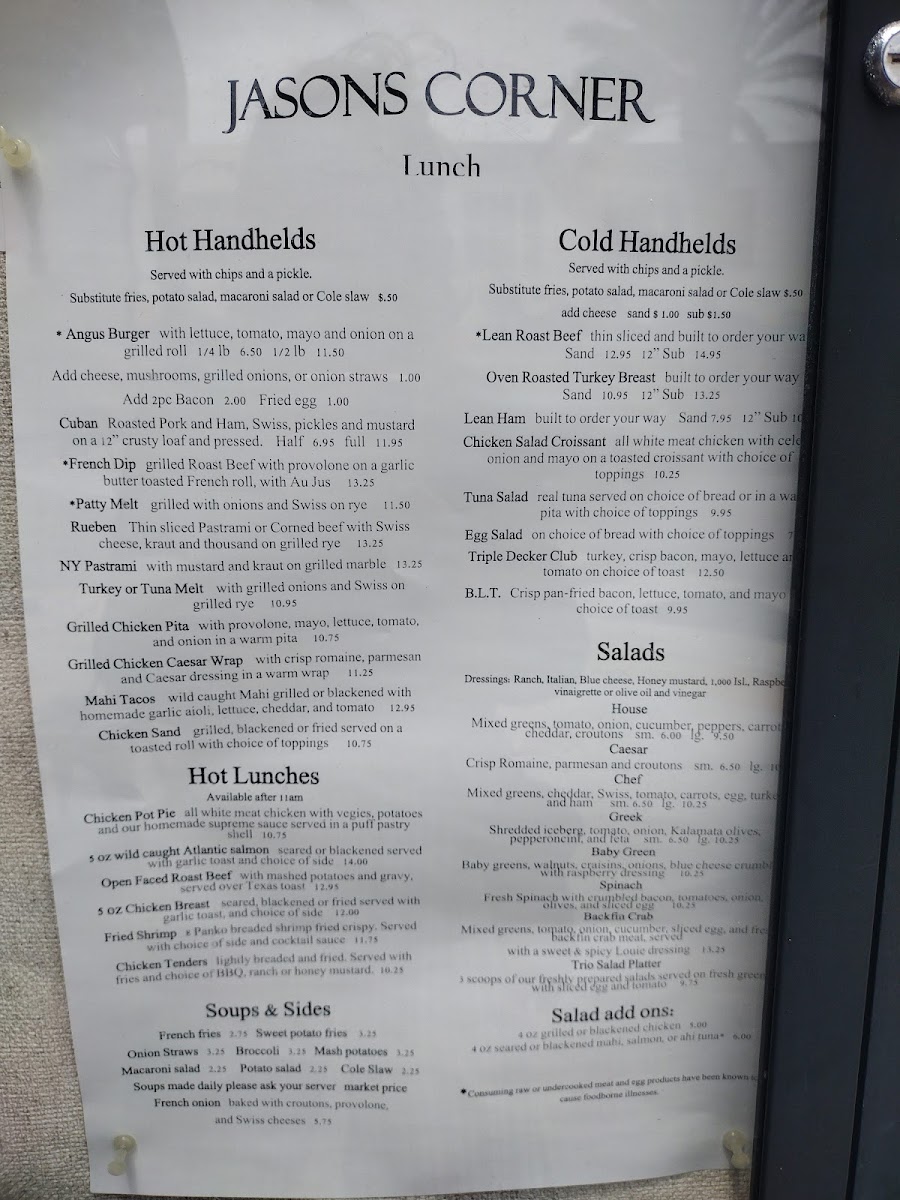 JASONS CORNER
Lunch
Hot Handhelds
Served with chips and a pickle.
Substitute fries, potato salad, macaroni salad or Cole slaw $.50
* Angus Burger with lettuce, tomato, mayo and onion on a
grilled roll 1/4 lb 6.50 1/2 lb 11.50
Add cheese, mushrooms, grilled onions, or onion straws 1.00
Add 2pc Bacon 2.00 Fried egg 1.00
Cuban Roasted Pork and Ham, Swiss, pickles and mustard
on a 12” crusty loaf and pressed. Half 6.95 full 11.95
*French Dip grilled Roast Beef with provolone on a garlic
butter toasted French roll, with Au Jus 13.25
*Patty Melt grilled with onions and Swiss on rye 11.50
Rueben Thin sliced Pastrami or Corned beef with Swiss
cheese, kraut and thousand on grilled rye 13.25
NY Pastrami with mustard and kraut on grilled marble 13.25
Turkey or Tuna Melt with grilled onions and Swiss on
grilled rye 10.95
Grilled Chicken Pita with provolone, mayo, lettuce, tomato,
and onion in a warm pita 10.75
Grilled Chicken Caesar Wrap with crisp romaine, parmesan
and Caesar dressing in a warm wrap 11.25
Mahi Tacos wild caught Mahi grilled or blackened with
homemade garlic aioli, lettuce, cheddar, and tomato 12.95
Chicken Sand grilled, blackened or fried served on a
toasted roll with choice of toppings 10.75
Hot Lunches
Available after 11am
Chicken Pot Pie all white meat chicken with vegies, potatoes
and our homemade supreme sauce served in a puff pastry
shell 10.75
5 oz wild caught Atlantic salmon seared or blackened served
with garlic toast and choice of side 14.00
Open Faced Roast Beef with mashed potatoes and gravy,
served over Texas toast 12.95
5 oz Chicken Breast seared, blackened or fried served with
garlic toast, and choice of side 12.00
Fried Shrimp 8 Panko breaded shrimp fried crispy. Served
with choice of side and cocktail sauce 11.75
Chicken Tenders lightly breaded and fried. Served with
fries and choice of BBQ, ranch or honey mustard. 10.25
Soups & Sides
French fries 2.75 Sweet potato fries 3.25
Onion Straws 3.25 Broccoli 3.25 Mash potatoes 3.25
Macaroni salad 2.25 Potato salad 2.25 Cole Slaw 2.25
Soups made daily please ask your server market price
French onion baked with croutons, provolone,
and Swiss cheeses 5.75
Cold Handhelds
Served with chips and a pickle.
Substitute fries, potato salad, macaroni salad or Cole slaw $.50
add cheese sand $ 1.00 sub $1.50
*Lean Roast Beef thin sliced and built to order your wa
Sand 12.95 12” Sub 14.95
Oven Roasted Turkey Breast built to order your way
Sand 10.95 12” Sub 13.25
Lean Ham built to order your way Sand 7.95 12” Sub 10
Chicken Salad Croissant all white meat chicken with cele
onion and mayo on a toasted croissant with choice of
toppings 10.25
Tuna Salad real tuna served on choice of bread or in a wa
pita with choice of toppings 9.95
Egg Salad on choice of bread with choice of toppings 7
Triple Decker Club turkey, crisp bacon, mayo, lettuce an
tomato on choice of toast 12.50
B.L.T. Crisp pan-fried bacon, lettuce, tomato, and mayo
choice of toast 9.95
Salads
Dressings: Ranch, Italian, Blue cheese, Honey mustard, 1,000 Isl., Raspbe
vinaigrette or olive oil and vinegar
House
Mixed greens, tomato, onion, cucumber, peppers, carrot
cheddar, croutons sm. 6.00 lg. 9.50
Caesar
Crisp Romaine, parmesan and croutons sm. 6.50 lg. 10
Chef
Mixed greens, cheddar, Swiss, tomato, carrots, egg, turke
and ham sm. 6.50 lg. 10.25
Greek
Shredded iceberg, tomato, onion, Kalamata olives,
pepperoncini, and feta sm. 6.50 lg. 10.25
Baby Green
Baby greens, walnuts, craisins, onions, blue cheese crumbl
with raspberry dressing 10.25
Spinach
Fresh Spinach with crumbled bacon, tomatoes, onion,
olives, and sliced egg 10.25
Backfin Crab
Mixed greens, tomato, onion, cucumber, sliced egg, and fres
backfin crab meat, served
with a sweet & spicy Louie dressing 13.25
Trio Salad Platter
3 scoops of our freshly prepared salads served on fresh green
with sliced egg and tomato 9.75
Salad add ons:
4 oz grilled or blackened chicken 5.00
4 oz seared or blackened mahi, salmon, or ahi tuna* 6.00
*Consuming raw or undercooked meat and egg products have been known t
cause foodborne illnesses.